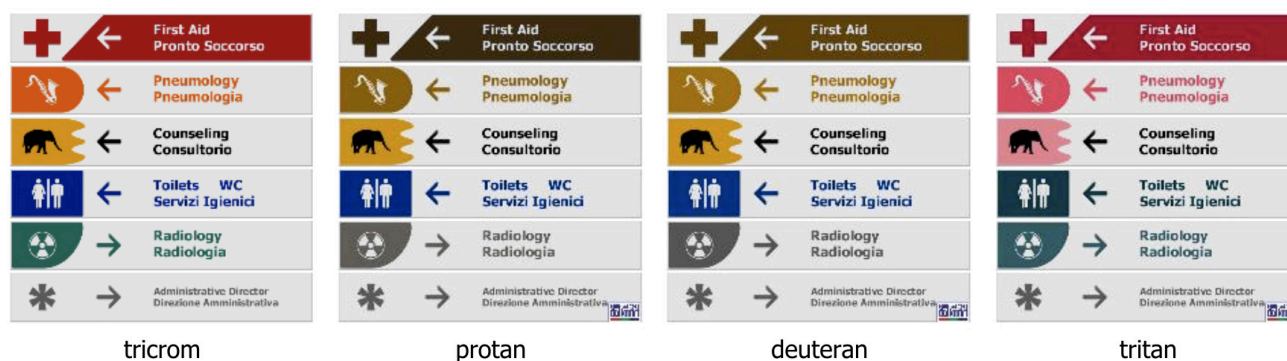 First Aid
Pronto Soccorso
Pneumology
Pneumologia
Counseling
Consultorio
Toilets WC
Servizi Igienici
Radiology
Radiologia
Administrative Director
Direzione Amministrativa
tricrom
First Aid
Pronto Soccorso
Pneumology
Pneumologia
Counseling
Consultorio
Toilets WC
Servizi Igienici
Radiology
Radiologia
Administrative Director
Direzione Amministrativa
protan
First Aid
Pronto Soccorso
Pneumology
Pneumologia
Counseling
Consultorio
Toilets WC
Servizi Igienici
Radiology
Radiologia
Administrative Director
Direzione Amministrativa
deuteran
First Aid
Pronto Soccorso
Pneumology
Pneumologia
Counseling
Consultorio
Toilets WC
Servizi Igienici
Radiology
Radiologia
Administrative Director
Direzione Amministrativa
tritan